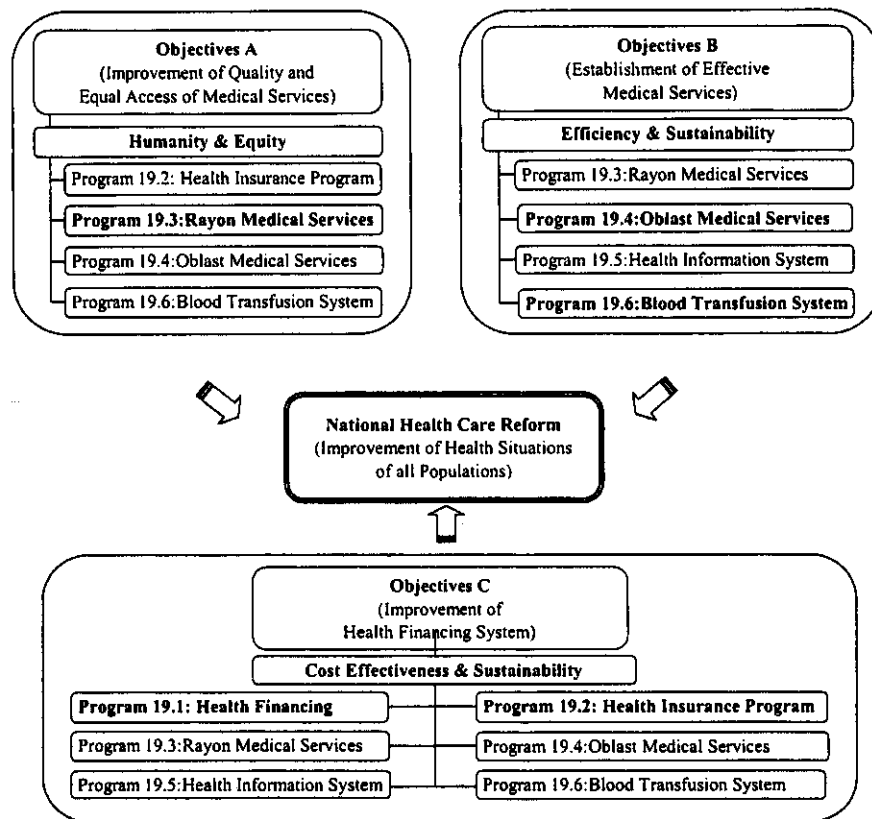 Objectives A
(Improvement of Quality and
Equal Access of Medical Services)
Humanity & Equity
Program 19.2: Health Insurance Program
Program 19.3:Rayon Medical Services
Program 19.4:Oblast Medical Services
Program 19.6:Blood Transfusion System
Objectives B
(Establishment of Effective
Medical Services)
Efficiency & Sustainability
Program 19.3:Rayon Medical Services
Program 19.4:Oblast Medical Services
Program 19.5:Health Information System
Program 19.6:Blood Transfusion System
National Health Care Reform
(Improvement of Health Situations
of all Populations)
Objectives C
(Improvement of
Health Financing System)
Cost Effectiveness & Sustainability
Program 19.1: Health Financing
Program 19.2: Health Insurance Program
Program 19.3:Rayon Medical Services
Program 19.4:Oblast Medical Services
Program 19.5:Health Information System
Program 19.6:Blood Transfusion System